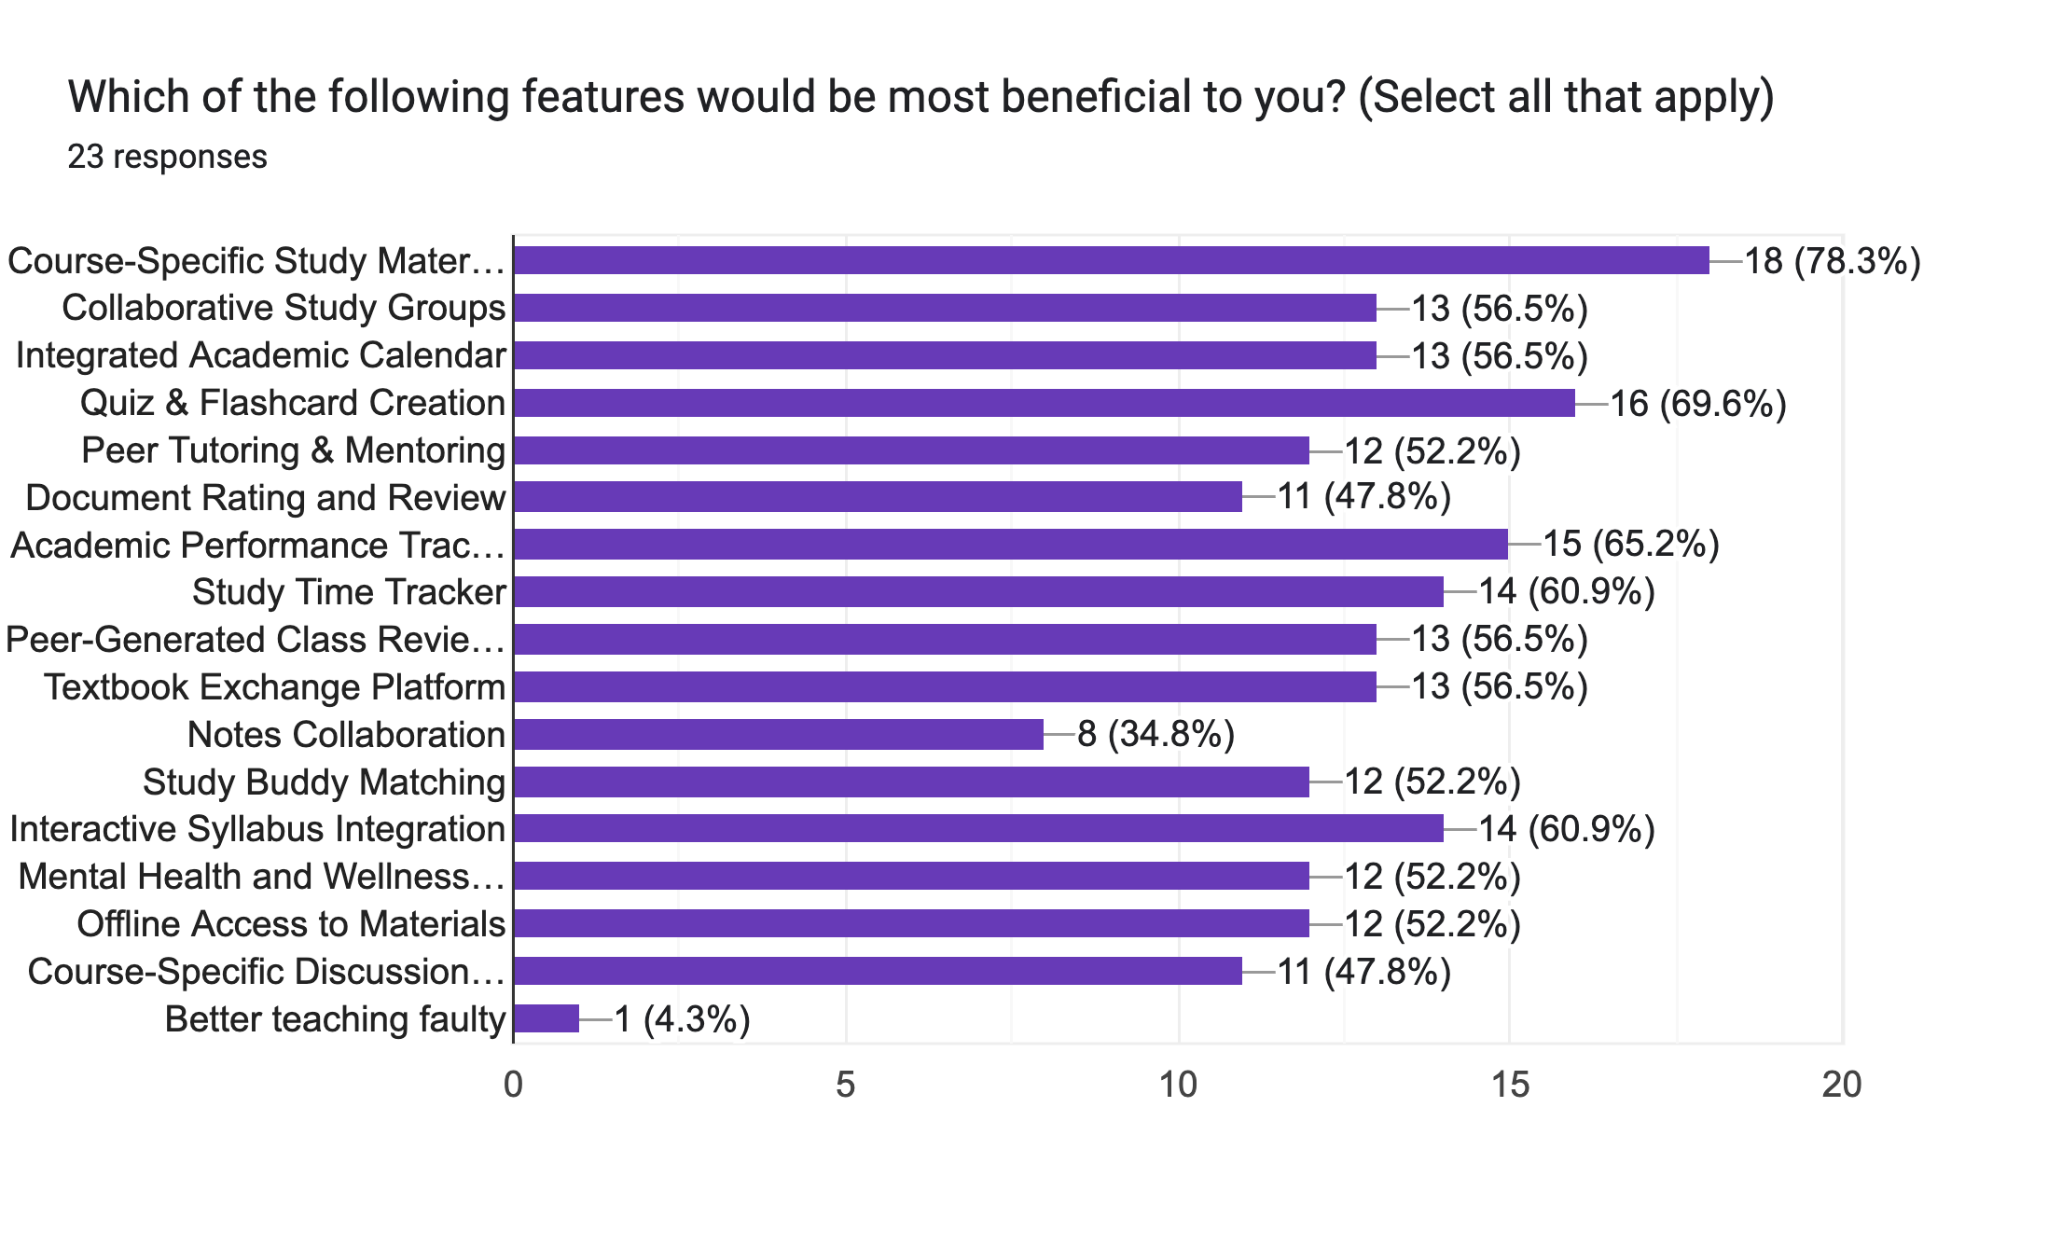 Which of the following features would be most beneficial to you? (Select all that apply)
23 responses
Course-Specific Study Mater… 18 (78.3%)
Collaborative Study Groups 13 (56.5%)
Integrated Academic Calendar 13 (56.5%)
Quiz & Flashcard Creation 16 (69.6%)
Peer Tutoring & Mentoring 12 (52.2%)
Document Rating and Review 11 (47.8%)
Academic Performance Trac… 15 (65.2%)
Study Time Tracker 14 (60.9%)
Peer-Generated Class Revie… 13 (56.5%)
Textbook Exchange Platform 13 (56.5%)
Notes Collaboration 8 (34.8%)
Study Buddy Matching 12 (52.2%)
Interactive Syllabus Integration 14 (60.9%)
Mental Health and Wellness… 12 (52.2%)
Offline Access to Materials 12 (52.2%)
Course-Specific Discussion… 11 (47.8%)
Better teaching faulty 1 (4.3%)
0 5 10 15 20